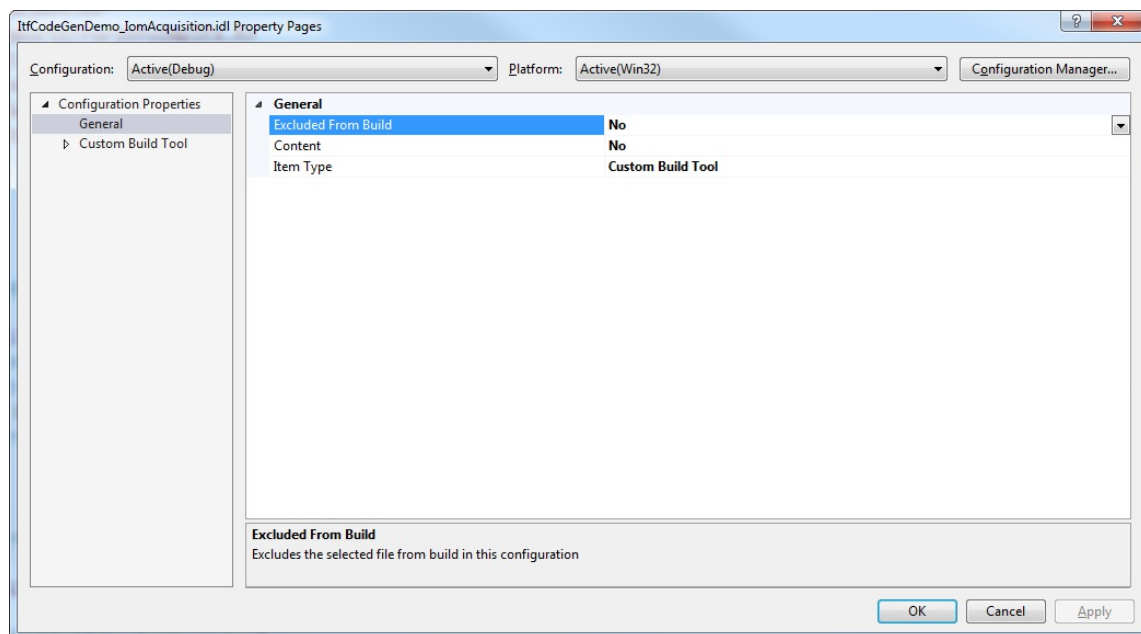 ItfCodeGenDemo_IomAcquisition.idl Property Pages
? X
Configuration: Active(Debug) Platform: Active(Win32) Configuration Manager...
Configuration Properties
General
Custom Build Tool
General
Excluded From Build No
Content No
Item Type Custom Build Tool
Excluded From Build
Excludes the selected file from build in this configuration
OK Cancel Apply